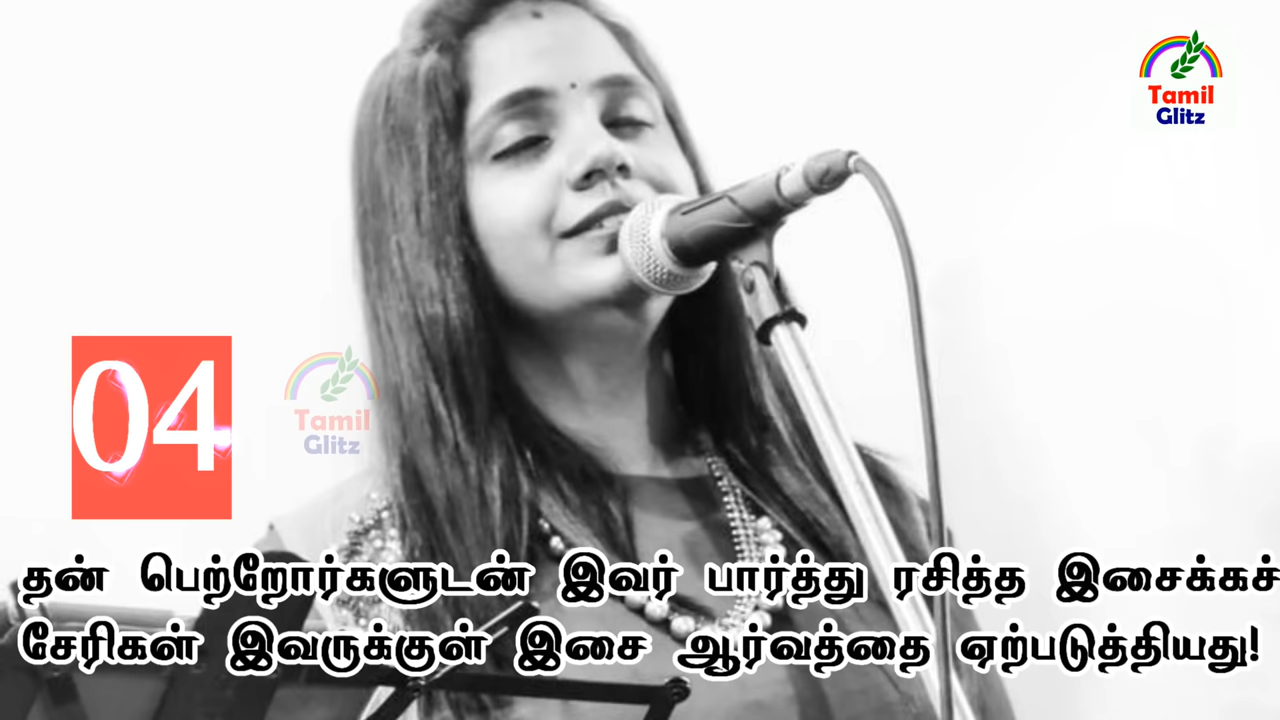 Tamil
Glitz
04
Tamil
Glitz
தன் பெற்றோர்களுடன் இவர் பார்த்து ரசித்த இசைக்கச்
சேரிகள் இவருக்குள் இசை ஆர்வத்தை ஏற்படுத்தியது!